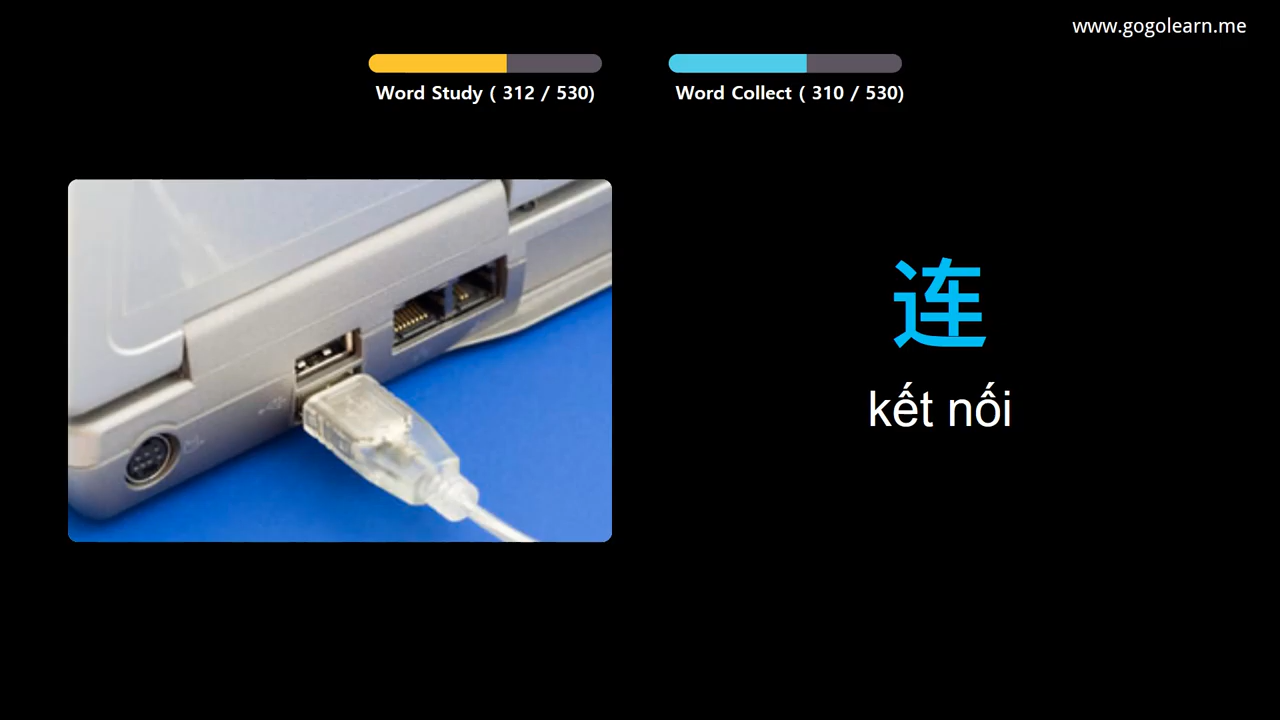 www.gogolearn.me
Word Study ( 312 / 530)
Word Collect ( 310 / 530)
连
kết nối